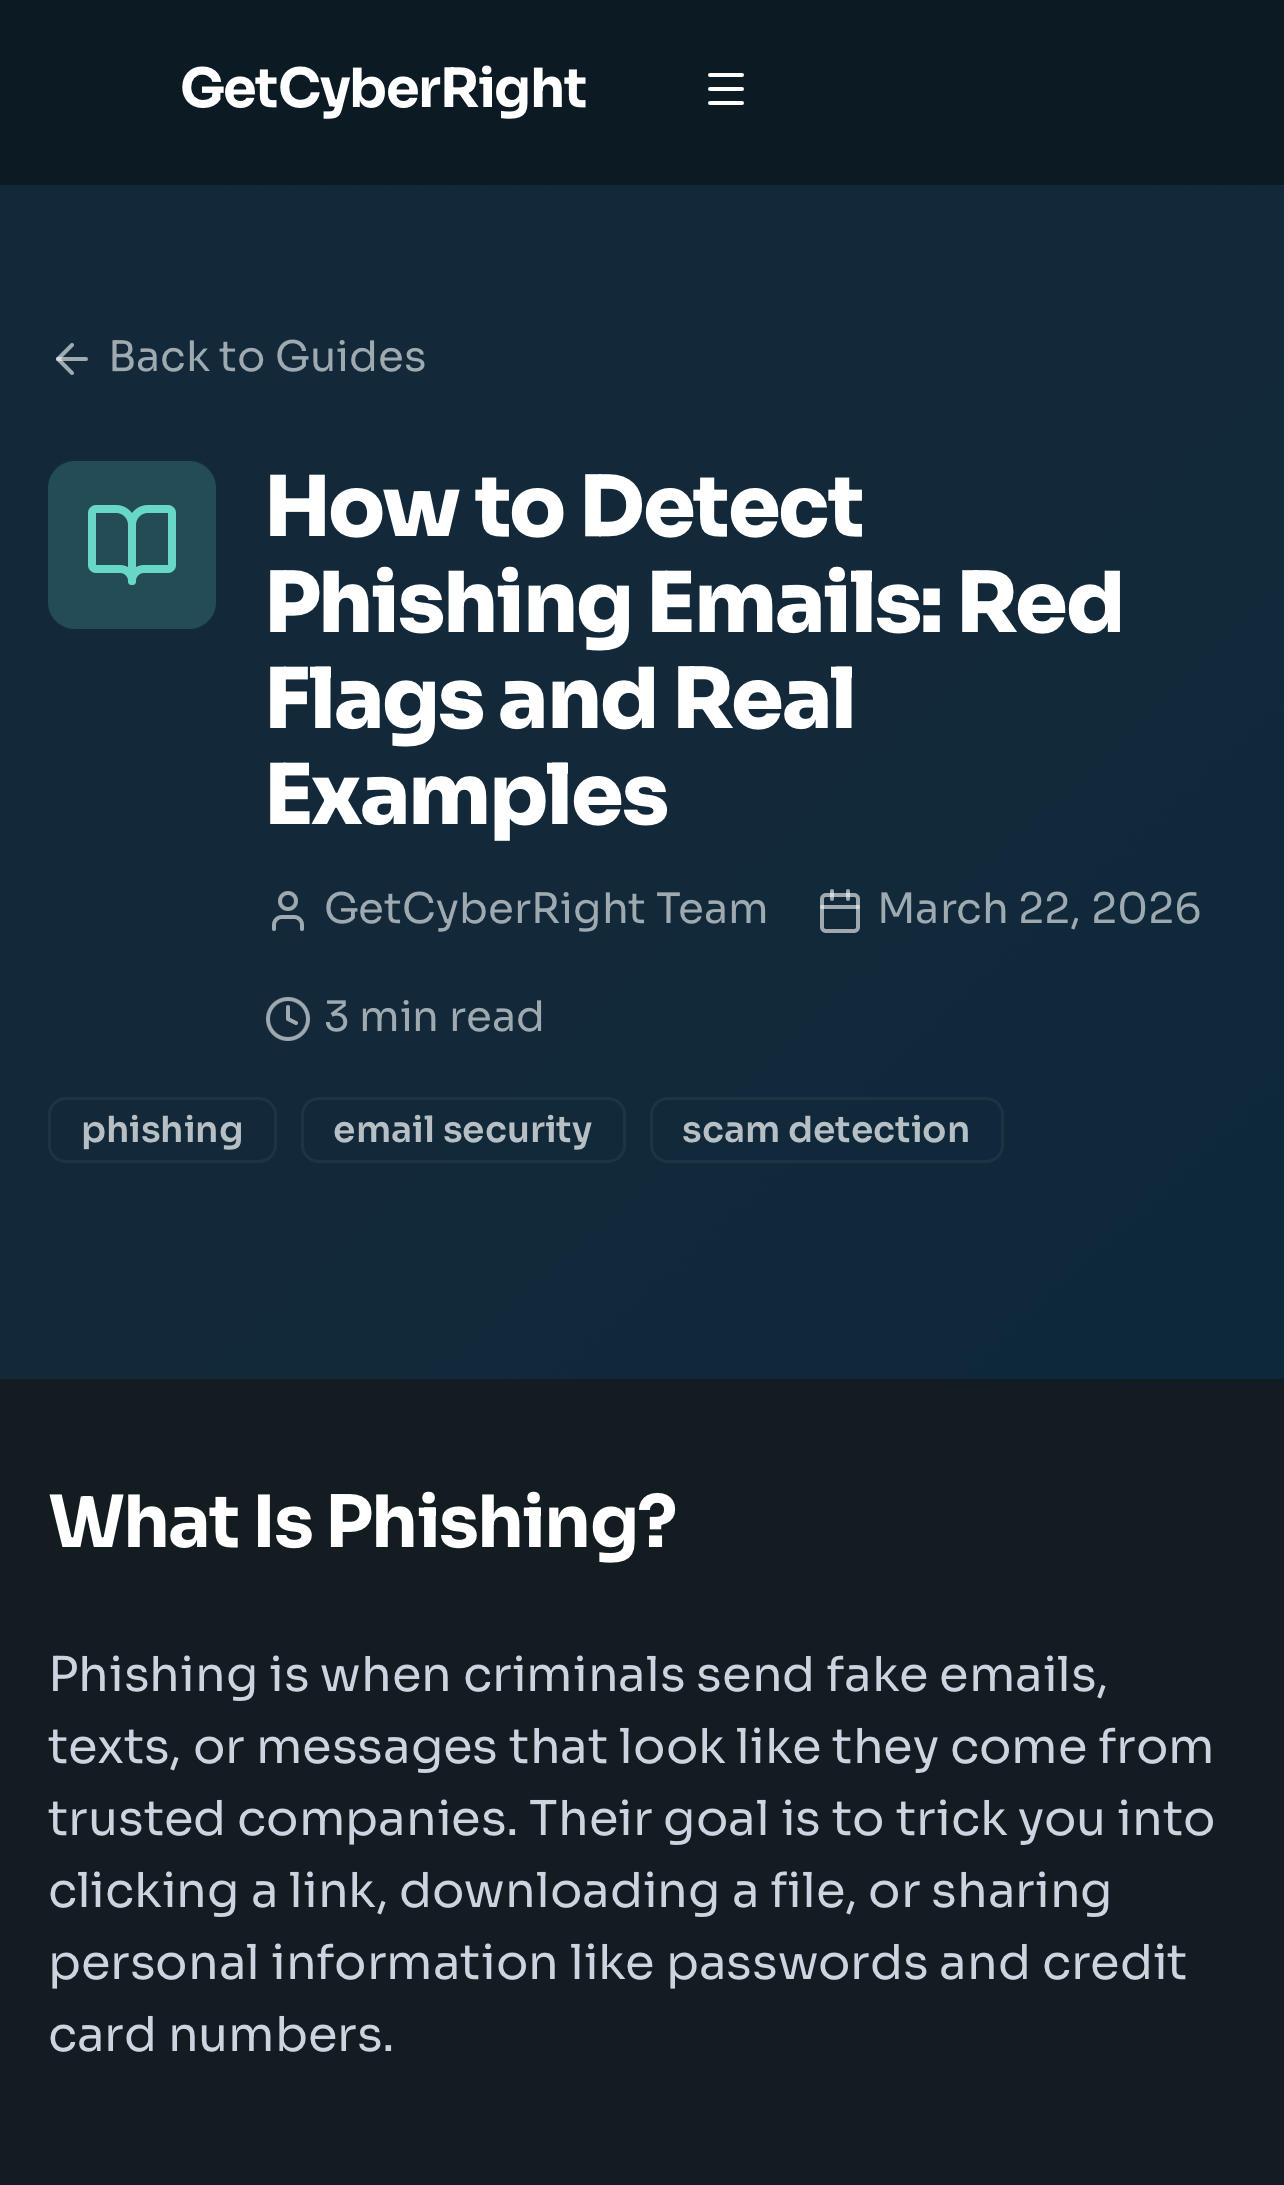 GetCyberRight
Back to Guides
How to Detect
Phishing Emails: Red
Flags and Real
Examples
GetCyberRight Team March 22, 2026
3 min read
phishing email security scam detection
What Is Phishing?
Phishing is when criminals send fake emails,
texts, or messages that look like they come from
trusted companies. Their goal is to trick you into
clicking a link, downloading a file, or sharing
personal information like passwords and credit
card numbers.